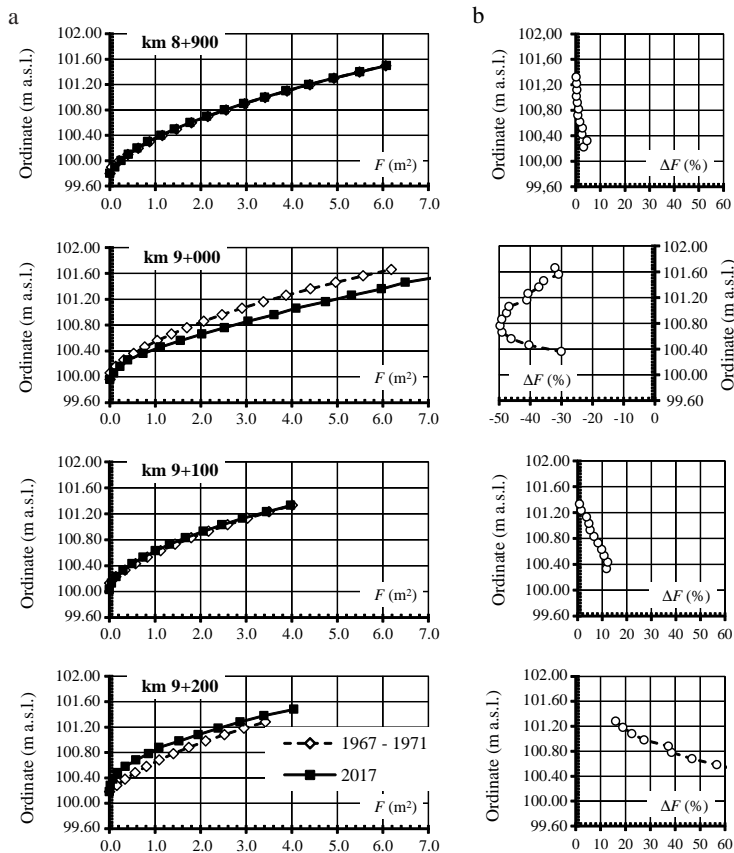 a
b
km 8+900
Ordinate (m a.s.l.)
102.00
101.60
101.20
100.80
100.40
100.00
99.60
F (m²)
0.0 1.0 2.0 3.0 4.0 5.0 6.0 7.0
Ordinate (m a.s.l.)
102,00
101,60
101,20
100,80
100,40
100,00
99,60
ΔF (%)
0 10 20 30 40 50 60
km 9+000
Ordinate (m a.s.l.)
102.00
101.60
101.20
100.80
100.40
100.00
99.60
F (m²)
0.0 1.0 2.0 3.0 4.0 5.0 6.0 7.0
102.00
101.60
101.20
100.80
100.40
100.00
99.60
Ordinate (m a.s.l.)
ΔF (%)
-50 -40 -30 -20 -10 0
km 9+100
Ordinate (m a.s.l.)
102.00
101.60
101.20
100.80
100.40
100.00
99.60
F (m²)
0.0 1.0 2.0 3.0 4.0 5.0 6.0 7.0
Ordinate (m a.s.l.)
102.00
101.60
101.20
100.80
100.40
100.00
99.60
ΔF (%)
0 10 20 30 40 50 60
km 9+200
Ordinate (m a.s.l.)
102.00
101.60
101.20
100.80
100.40
100.00
99.60
1967 - 1971
2017
F (m²)
0.0 1.0 2.0 3.0 4.0 5.0 6.0 7.0
Ordinate (m a.s.l.)
102.00
101.60
101.20
100.80
100.40
100.00
99.60
ΔF (%)
0 10 20 30 40 50 60